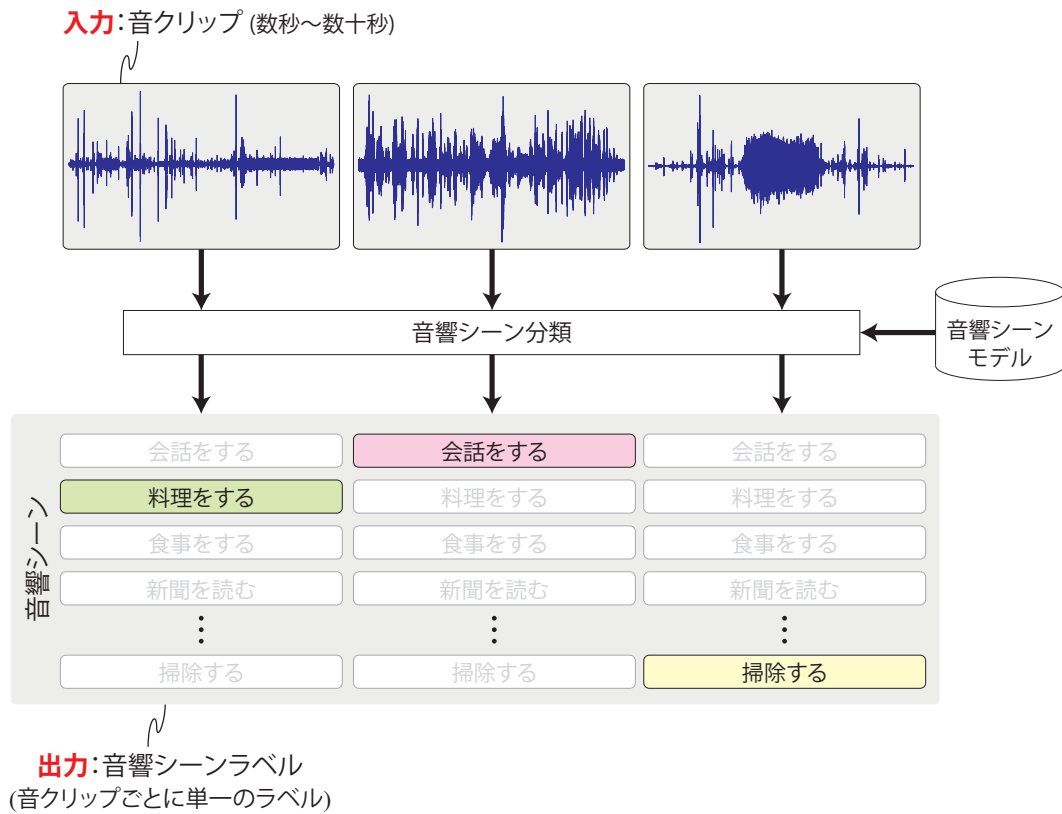 入力：音クリップ (数秒～数十秒)
音響シーン分類
音響シーン
モデル
音響シーン
会話をする
会話をする
会話をする
料理をする
料理をする
料理をする
食事をする
食事をする
食事をする
新聞を読む
新聞を読む
新聞を読む
⋮
⋮
⋮
掃除する
掃除する
掃除する
出力：音響シーンラベル
(音クリップごとに単一のラベル)